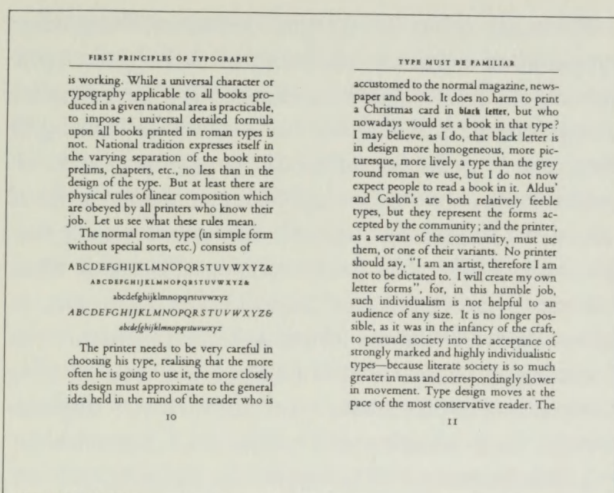 FIRST PRINCIPLES OF TYPOGRAPHY
is working. While a universal character or
typography applicable to all books pro-
duced in a given national area is practicable,
to impose a universal detailed formula
upon all books printed in roman types is
not. National tradition expresses itself in
the varying separation of the book into
prelims, chapters, etc., no less than in the
design of the type. But at least there are
physical rules of linear composition which
are obeyed by all printers who know their
job. Let us see what these rules mean.
The normal roman type (in simple form
without special sorts, etc.) consists of
ABCDEFGHIJKLMNOPQRSTUVWXYZ&
ABCDEFGHIJKLMNOPQRSTUVWXYZ&
abcdefghijklmnopqrstuvwxyz
ABCDEFGHIJKLMNOPQRSTUVWXYZ&
abcdefghijklmnopqrstuvwxyz
The printer needs to be very careful in
choosing his type, realising that the more
often he is going to use it, the more closely
its design must approximate to the general
idea held in the mind of the reader who is
10
TYPE MUST BE FAMILIAR
accustomed to the normal magazine, news-
paper and book. It does no harm to print
a Christmas card in black letter, but who
nowadays would set a book in that type?
I may believe, as I do, that black letter is
in design more homogeneous, more pic-
turesque, more lively a type than the grey
round roman we use, but I do not now
expect people to read a book in it. Aldus'
and Caslon's are both relatively feeble
types, but they represent the forms ac-
cepted by the community; and the printer,
as a servant of the community, must use
them, or one of their variants. No printer
should say, "I am an artist, therefore I am
not to be dictated to. I will create my own
letter forms", for, in this humble job,
such individualism is not helpful to an
audience of any size. It is no longer pos-
sible, as it was in the infancy of the craft,
to persuade society into the acceptance of
strongly marked and highly individualistic
types—because literate society is so much
greater in mass and correspondingly slower
in movement. Type design moves at the
pace of the most conservative reader. The
11